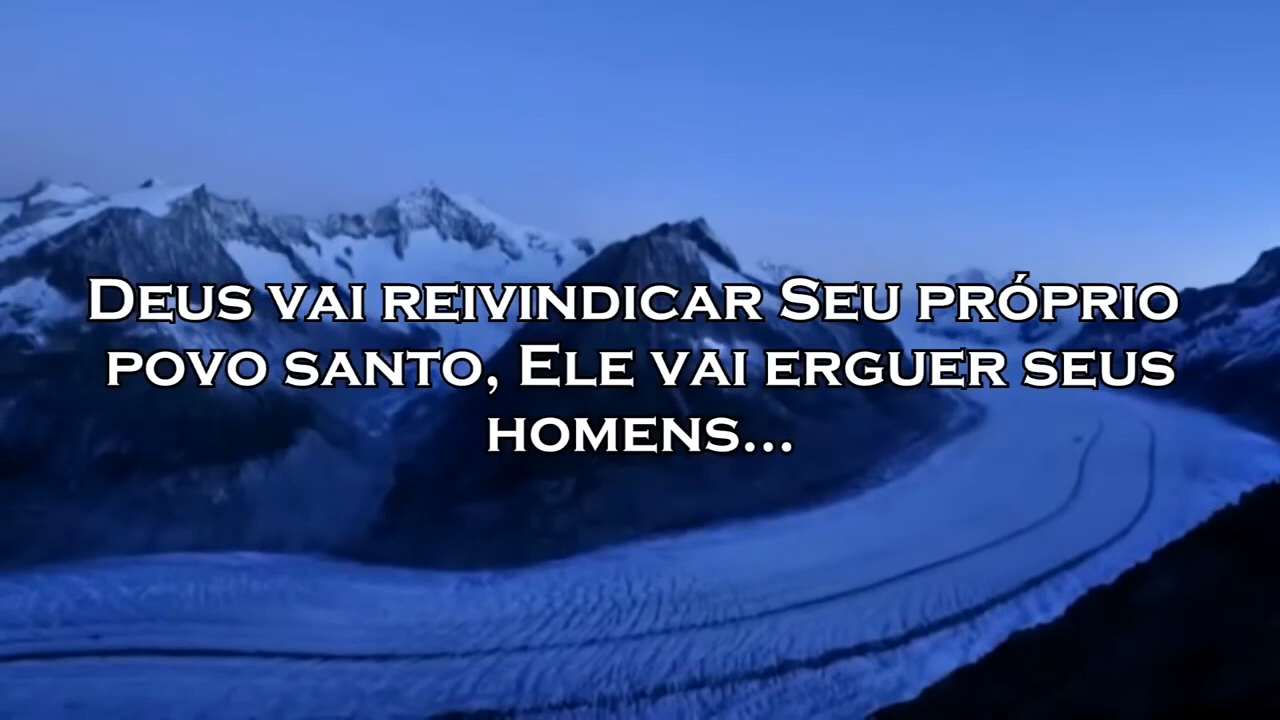 Deus vai reivindicar Seu próprio
povo santo, Ele vai erguer seus
homens...